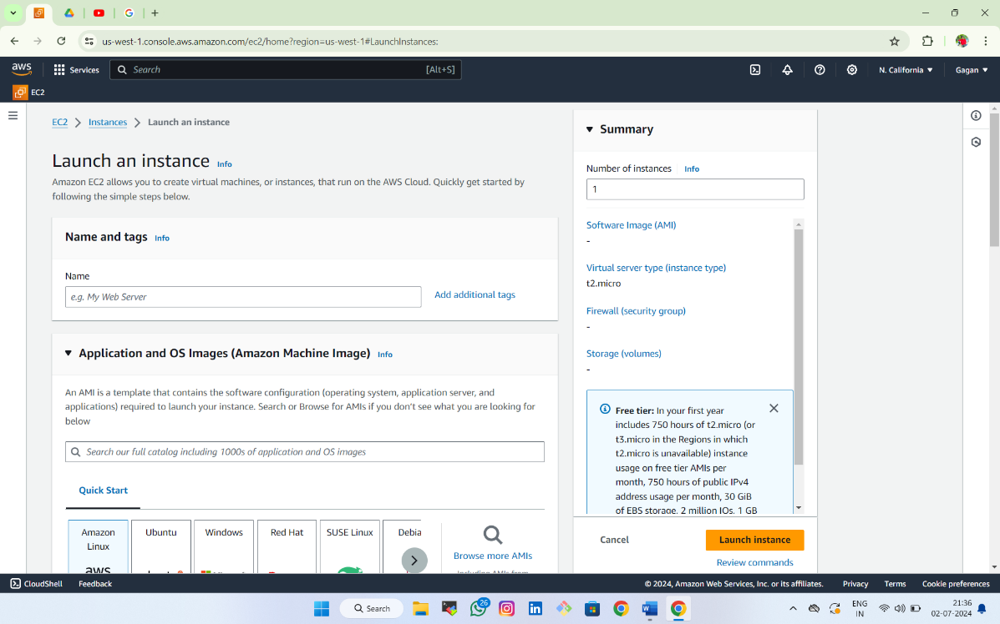 us-west-1.console.aws.amazon.com/ec2/home?region=us-west-1#LaunchInstances:
aws
Services
Search
[Alt+S]
N. California
Gagan
EC2
EC2
Instances
Launch an instance
Launch an instance Info
Amazon EC2 allows you to create virtual machines, or instances, that run on the AWS Cloud. Quickly get started by
following the simple steps below.
Name and tags Info
Name
e.g. My Web Server
Add additional tags
Application and OS Images (Amazon Machine Image) Info
An AMI is a template that contains the software configuration (operating system, application server, and
applications) required to launch your instance. Search or Browse for AMIs if you don't see what you are looking for
below
Search our full catalog including 1000s of application and OS images
Quick Start
Amazon
Linux
aws
Ubuntu
Windows
Red Hat
SUSE Linux
Debia
Browse more AMIs
Summary
Number of instances Info
1
Software Image (AMI)
-
Virtual server type (instance type)
t2.micro
Firewall (security group)
-
Storage (volumes)
-
Free tier: In your first year
includes 750 hours of t2.micro (or
t3.micro in the Regions in which
t2.micro is unavailable) instance
usage on free tier AMIs per
month, 750 hours of public IPv4
address usage per month, 30 GiB
of EBS storage, 2 million IOs, 1 GB
Cancel
Launch instance
Review commands
CloudShell
Feedback
© 2024, Amazon Web Services, Inc. or its affiliates.
Privacy
Terms
Cookie preferences
Search
26
ENG
IN
21:36
02-07-2024